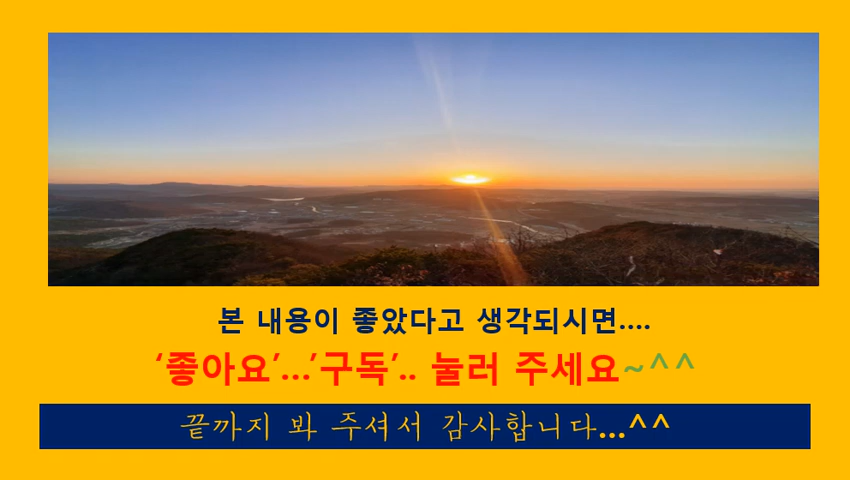 본 내용이 좋았다고 생각되시면....
‘좋아요’...’구독’.. 눌러 주세요~^^
끝까지 봐 주셔서 감사합니다...^^